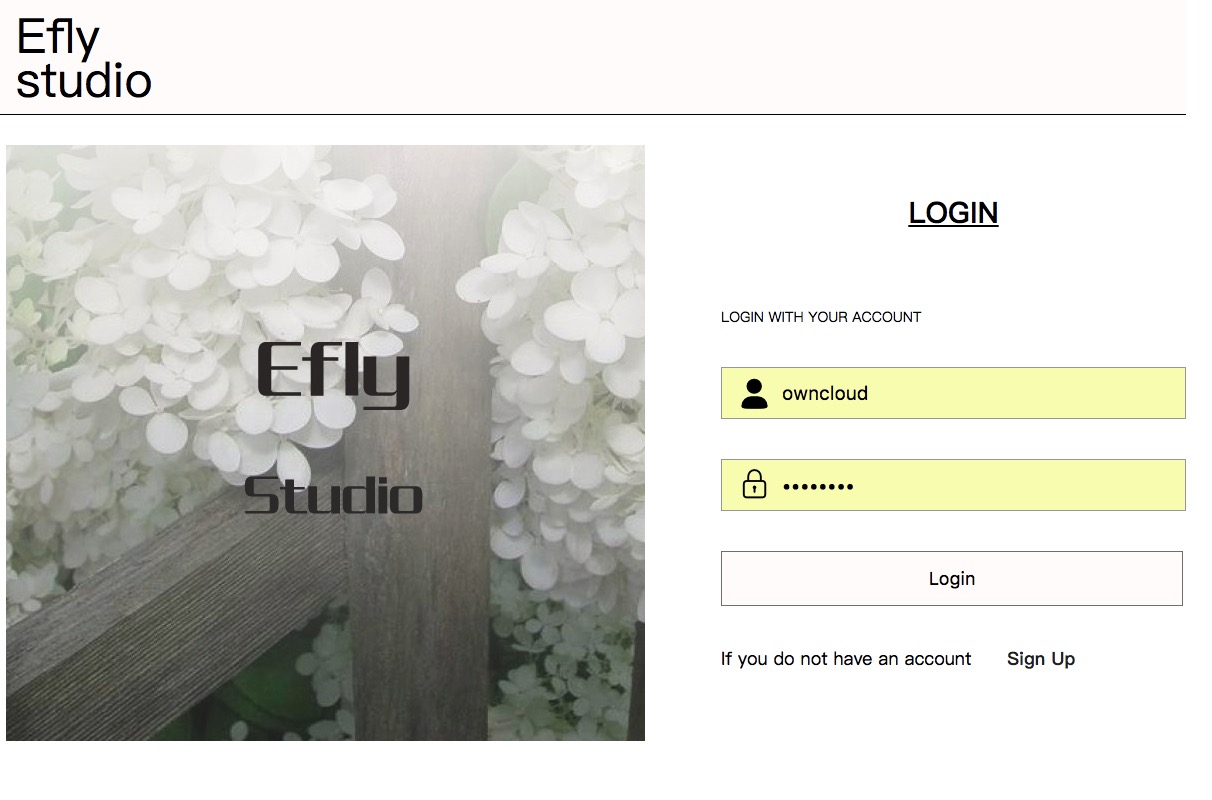 Efly
studio
Efly
Studio
LOGIN
LOGIN WITH YOUR ACCOUNT
owncloud
••••••••
Login
If you do not have an account Sign Up